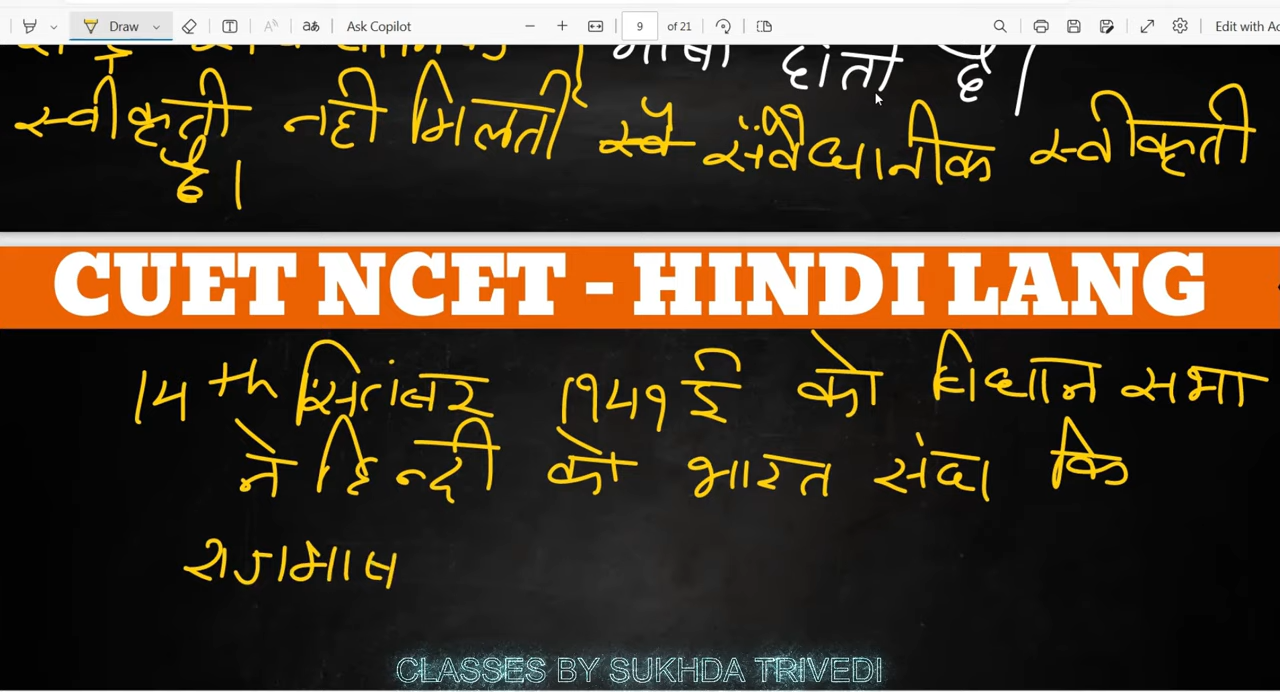 Draw
Ask Copilot
9 of 21
Edit with Ac
होती है।
स्वीकृती नही मिलती संवैधानीक स्वीकृती
है।
CUET NCET - HINDI LANG
14th सितंबर 1949 ई को विधान सभा
ने हिन्दी को भारत संघ कि
राजभाष
CLASSES BY SUKHDA TRIVEDI